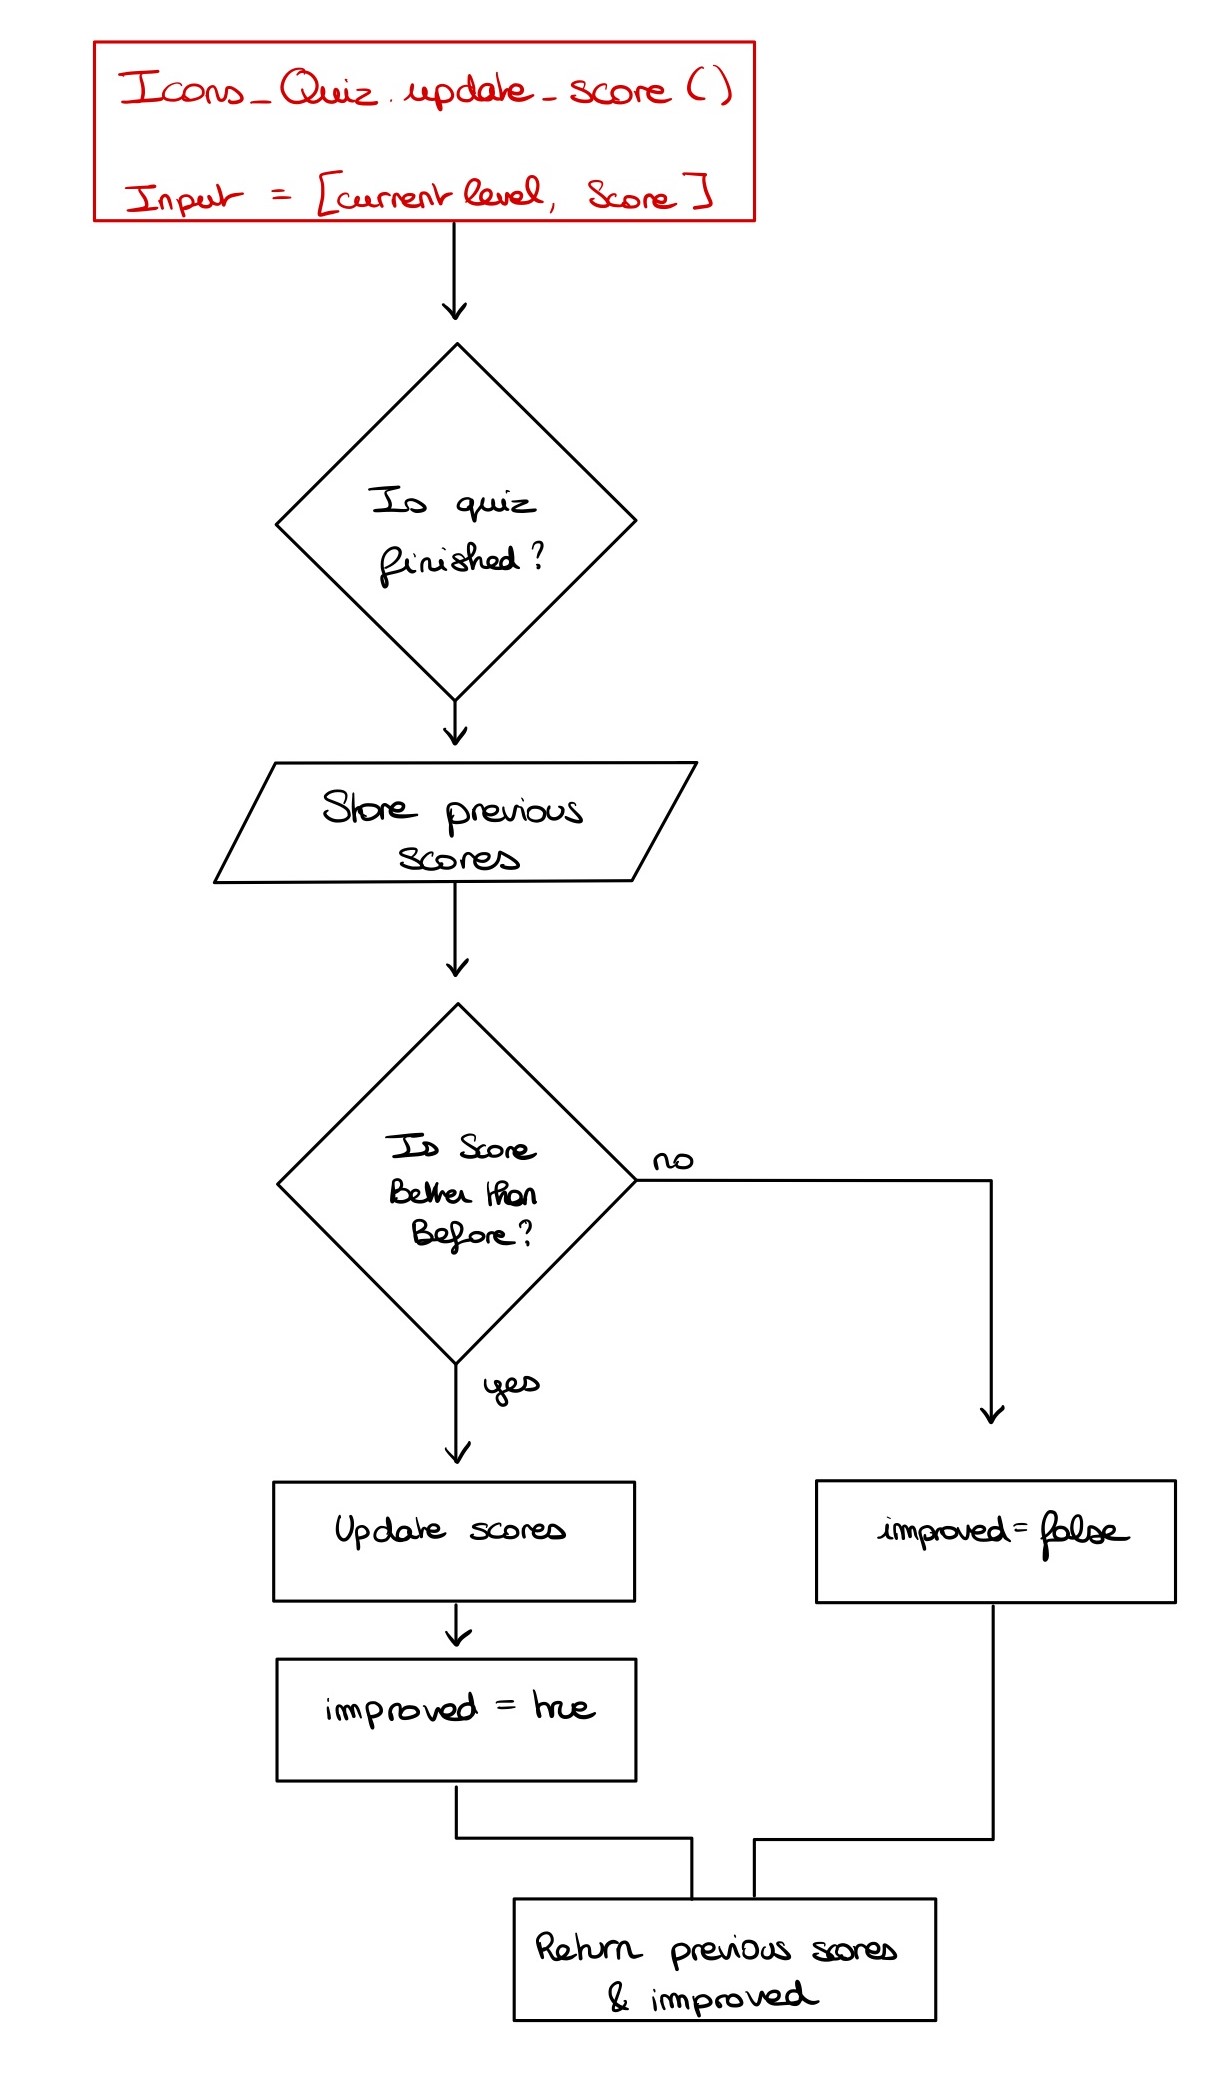 Icons_Quiz.update_score()
Input = [current level, Score]
Is quiz
finished?
Store previous
scores
Is Score
Better than
Before?
no
yes
Update scores
improved = false
improved = true
Return previous scores
& improved